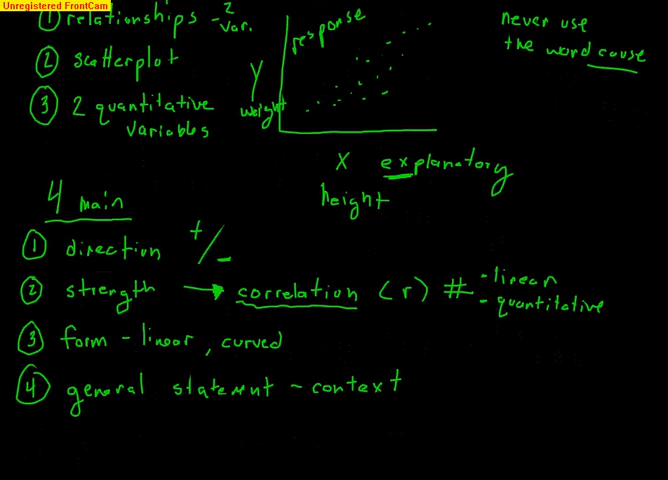 Unregistered FrontCam
① relationships - 2 var.
② scatterplot
③ 2 quantitative
variables
response
y
weight
x explanatory
height
never use
the word cause
4 main
① direction +/-
② strength → correlation (r) # - linear
- quantitative
③ form - linear, curved
④ general statement - context